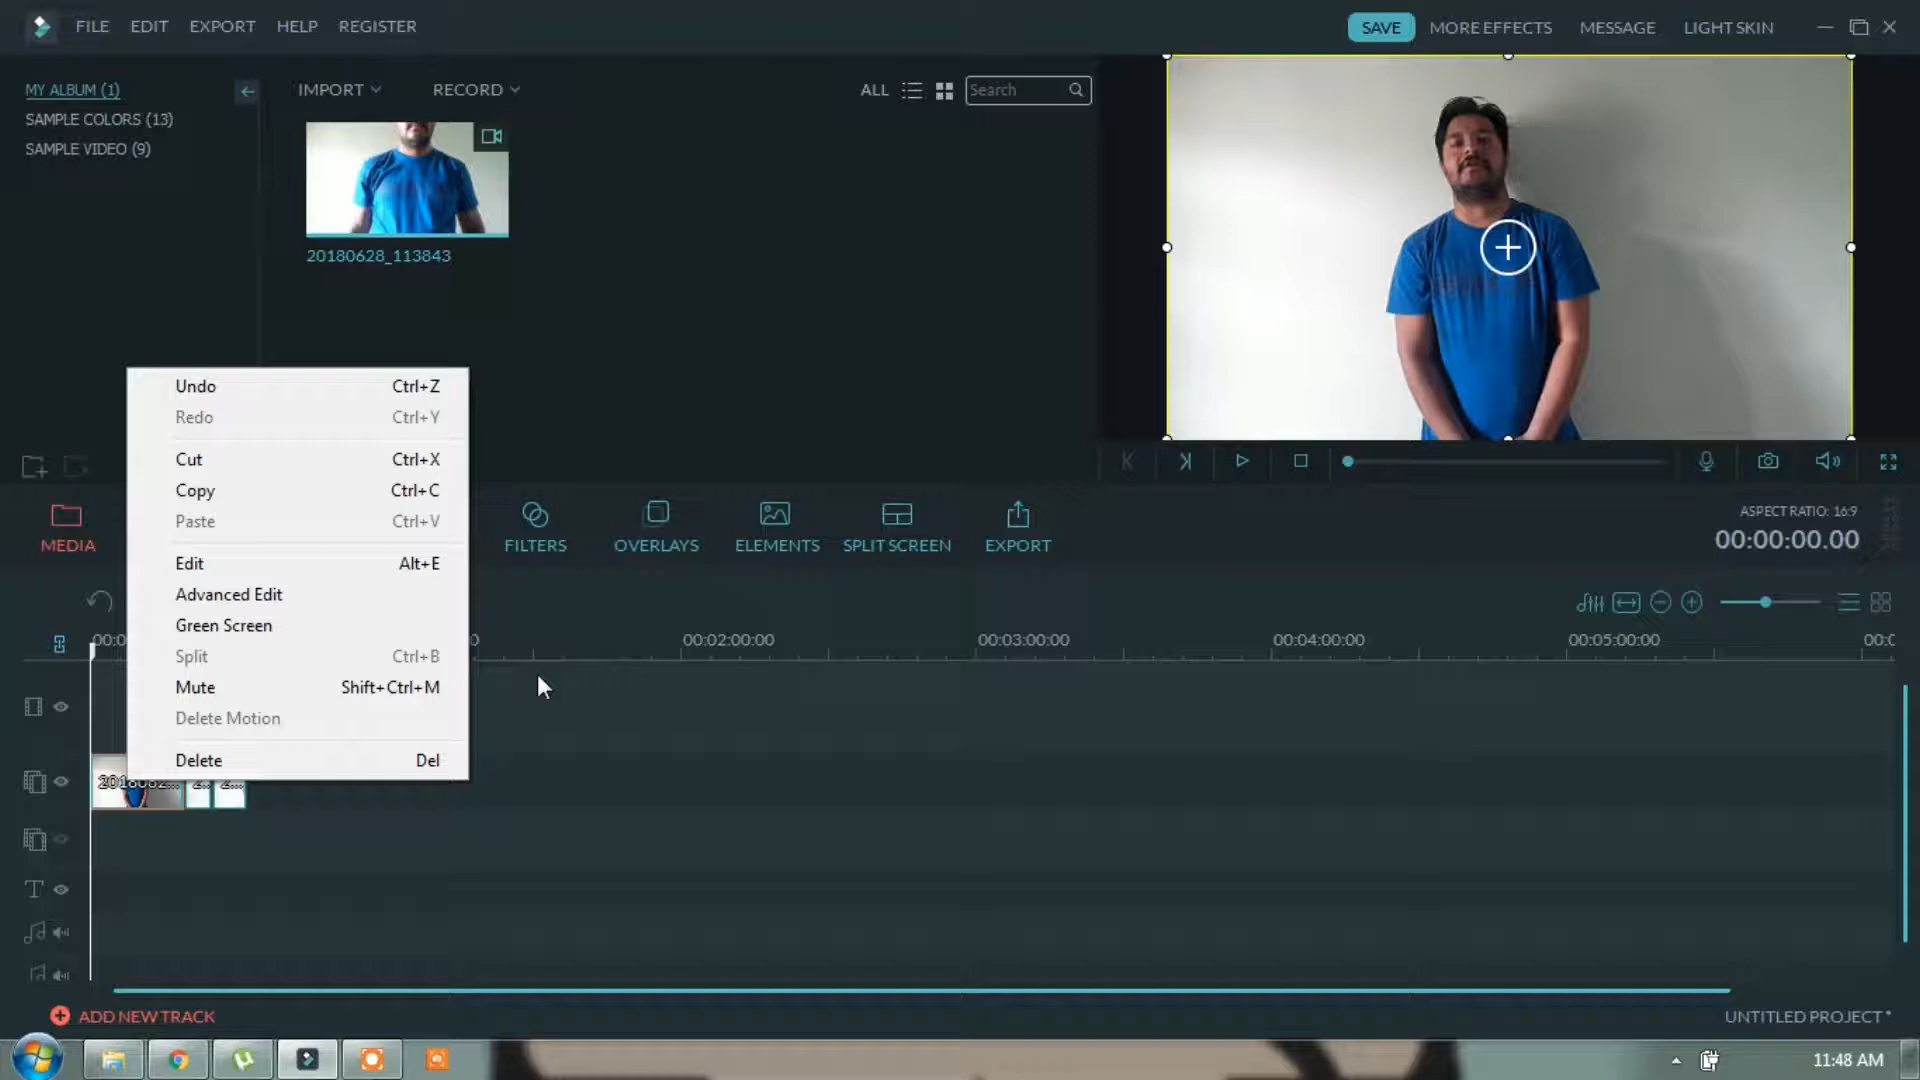 FILE EDIT EXPORT HELP REGISTER
SAVE MORE EFFECTS MESSAGE LIGHT SKIN
MY ALBUM (1)
SAMPLE COLORS (13)
SAMPLE VIDEO (9)
IMPORT RECORD
ALL Search
20180628_113843
Undo Ctrl+Z
Redo Ctrl+Y
Cut Ctrl+X
Copy Ctrl+C
Paste Ctrl+V
Edit Alt+E
Advanced Edit
Green Screen
Split Ctrl+B
Mute Shift+Ctrl+M
Delete Motion
Delete Del
MEDIA FILTERS OVERLAYS ELEMENTS SPLIT SCREEN EXPORT
ASPECT RATIO: 16:9
00:00:00.00
00:02:00:00 00:03:00:00 00:04:00:00 00:05:00:00
2018062... 2... 2...
ADD NEW TRACK
UNTITLED PROJECT *
11:48 AM